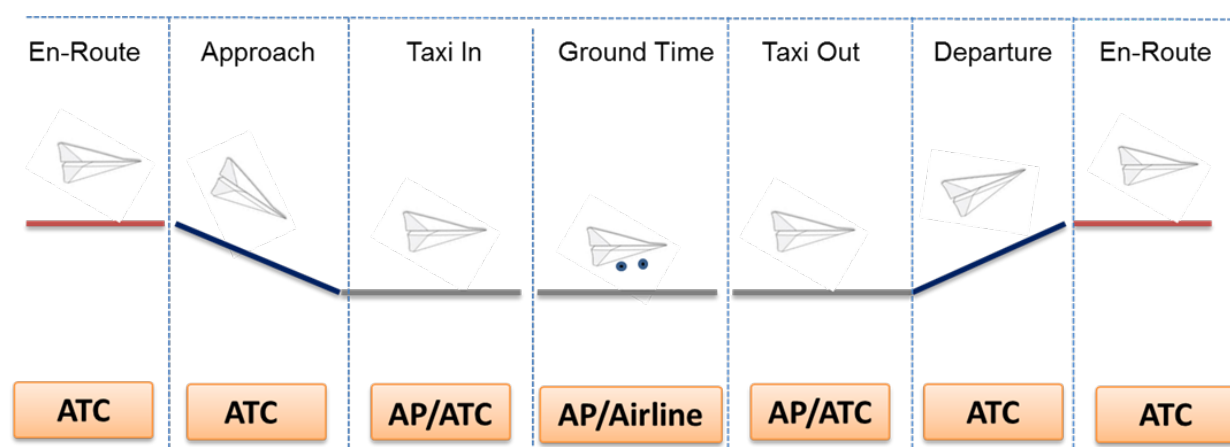 En-Route Approach Taxi In Ground Time Taxi Out Departure En-Route
ATC ATC AP/ATC AP/Airline AP/ATC ATC ATC